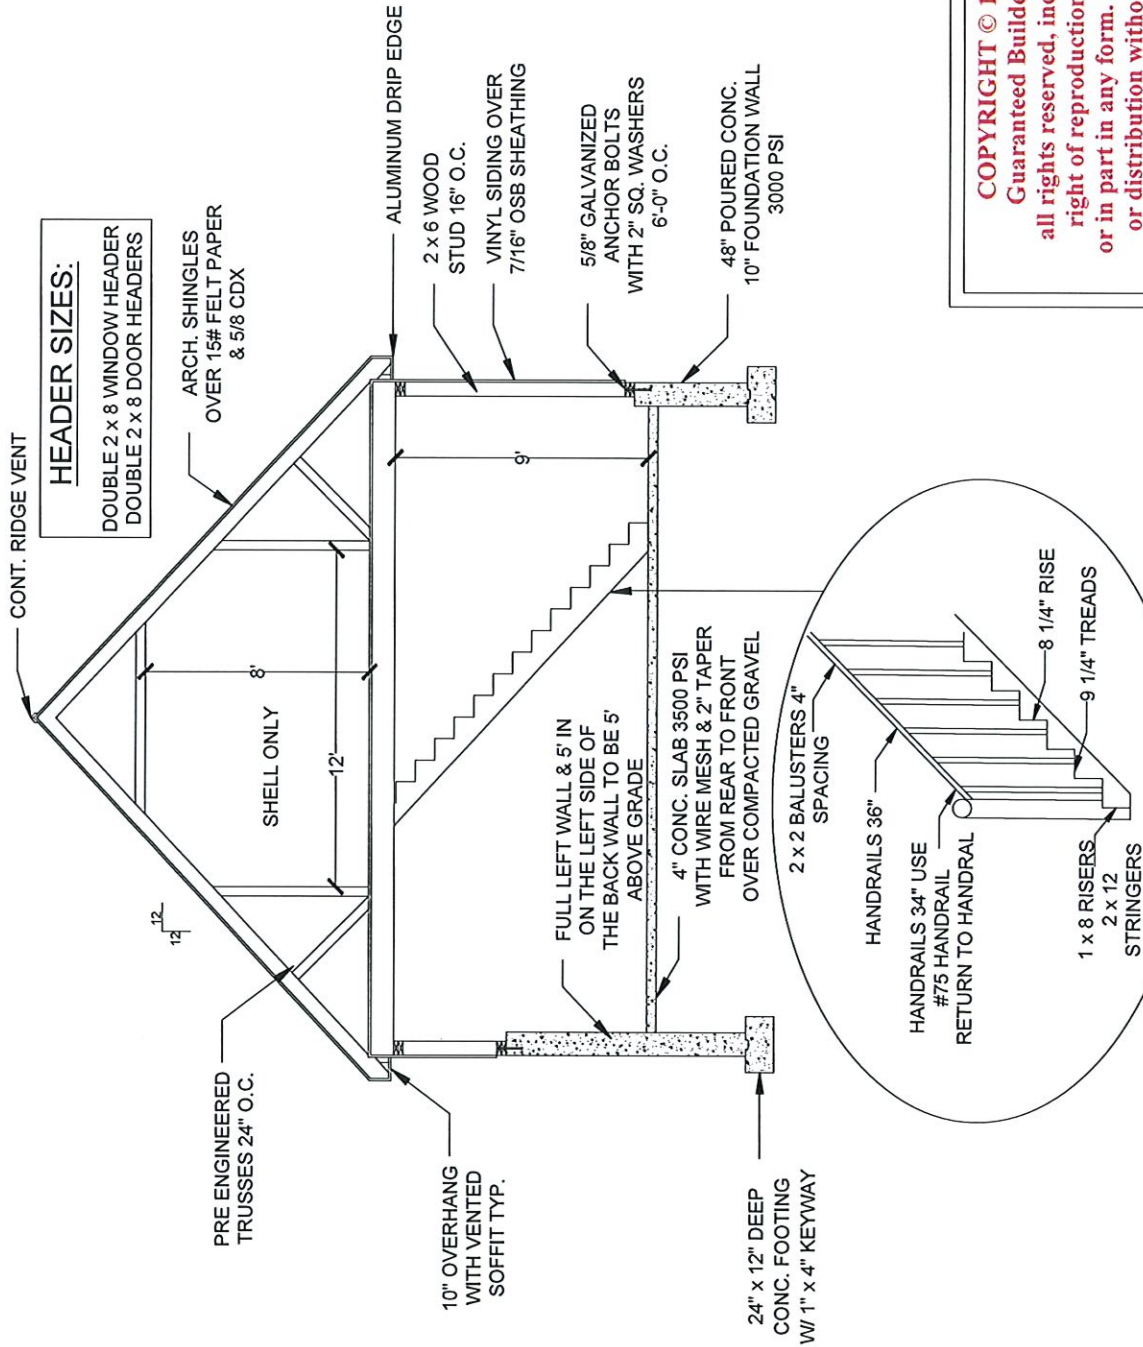 CONT. RIDGE VENT
HEADER SIZES:
DOUBLE 2 x 8 WINDOW HEADER
DOUBLE 2 x 8 DOOR HEADERS
ARCH. SHINGLES
OVER 15# FELT PAPER
& 5/8 CDX
ALUMINUM DRIP EDGE
2 x 6 WOOD
STUD 16" O.C.
VINYL SIDING OVER
7/16" OSB SHEATHING
5/8" GALVANIZED
ANCHOR BOLTS
WITH 2" SQ. WASHERS
6'-0" O.C.
48" POURED CONC.
10" FOUNDATION WALL
3000 PSI
12
12
PRE ENGINEERED
TRUSSES 24" O.C.
8'
SHELL ONLY
12'
9'
10" OVERHANG
WITH VENTED
SOFFIT TYP.
FULL LEFT WALL & 5' IN
ON THE LEFT SIDE OF
THE BACK WALL TO BE 5'
ABOVE GRADE
4" CONC. SLAB 3500 PSI
WITH WIRE MESH & 2" TAPER
FROM REAR TO FRONT
OVER COMPACTED GRAVEL
24" x 12" DEEP
CONC. FOOTING
W/ 1" x 4" KEYWAY
2 x 2 BALUSTERS 4"
SPACING
HANDRAILS 36"
HANDRAILS 34" USE
#75 HANDRAIL
RETURN TO HANDRAL
8 1/4" RISE
9 1/4" TREADS
1 x 8 RISERS
2 x 12
STRINGERS
COPYRIGHT ©
Guaranteed Builde
all rights reserved, inc
right of reproduction
or in part in any form.
or distribution witho